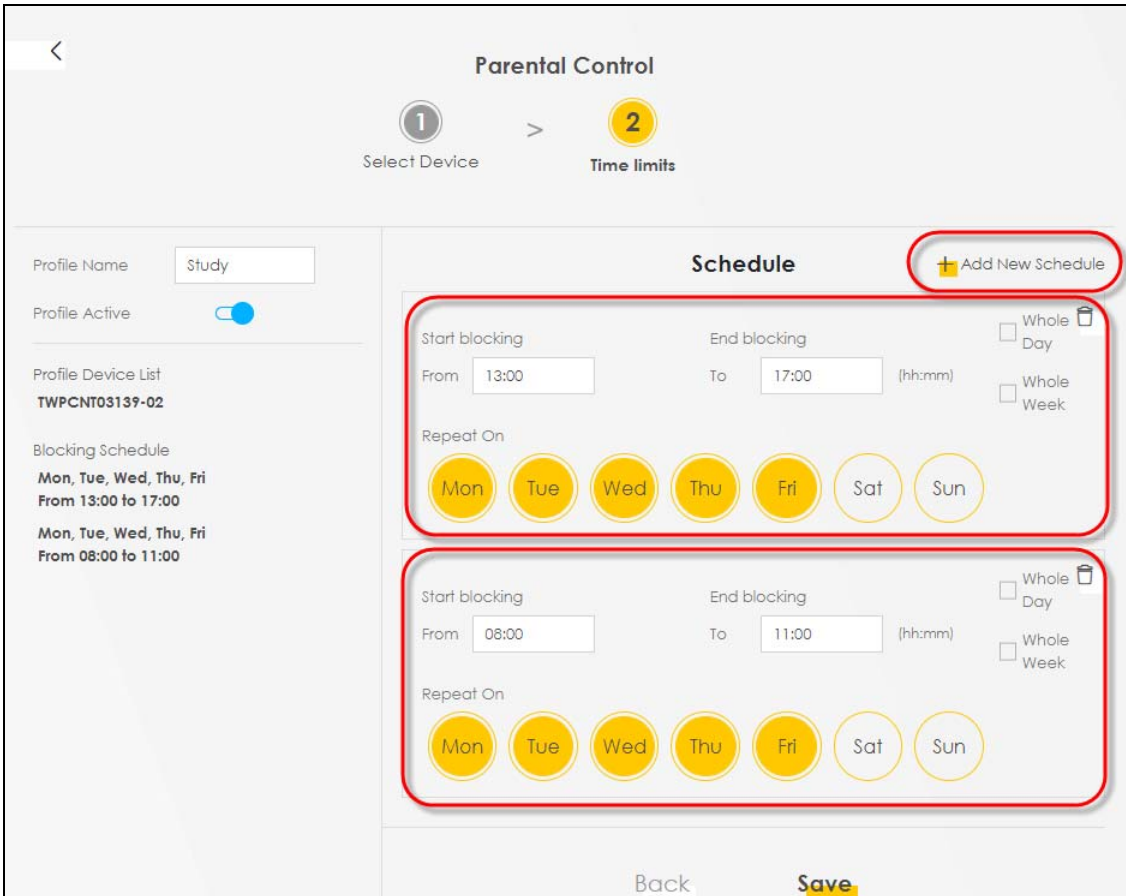 Parental Control
1 > 2
Select Device Time limits
Profile Name Study
Profile Active
Profile Device List
TWPCNT03139-02
Blocking Schedule
Mon, Tue, Wed, Thu, Fri
From 13:00 to 17:00
Mon, Tue, Wed, Thu, Fri
From 08:00 to 11:00
Schedule + Add New Schedule
Start blocking End blocking
From 13:00 To 17:00 (hh:mm)
Whole Day
Whole Week
Repeat On
Mon Tue Wed Thu Fri Sat Sun
Start blocking End blocking
From 08:00 To 11:00 (hh:mm)
Whole Day
Whole Week
Repeat On
Mon Tue Wed Thu Fri Sat Sun
Back Save